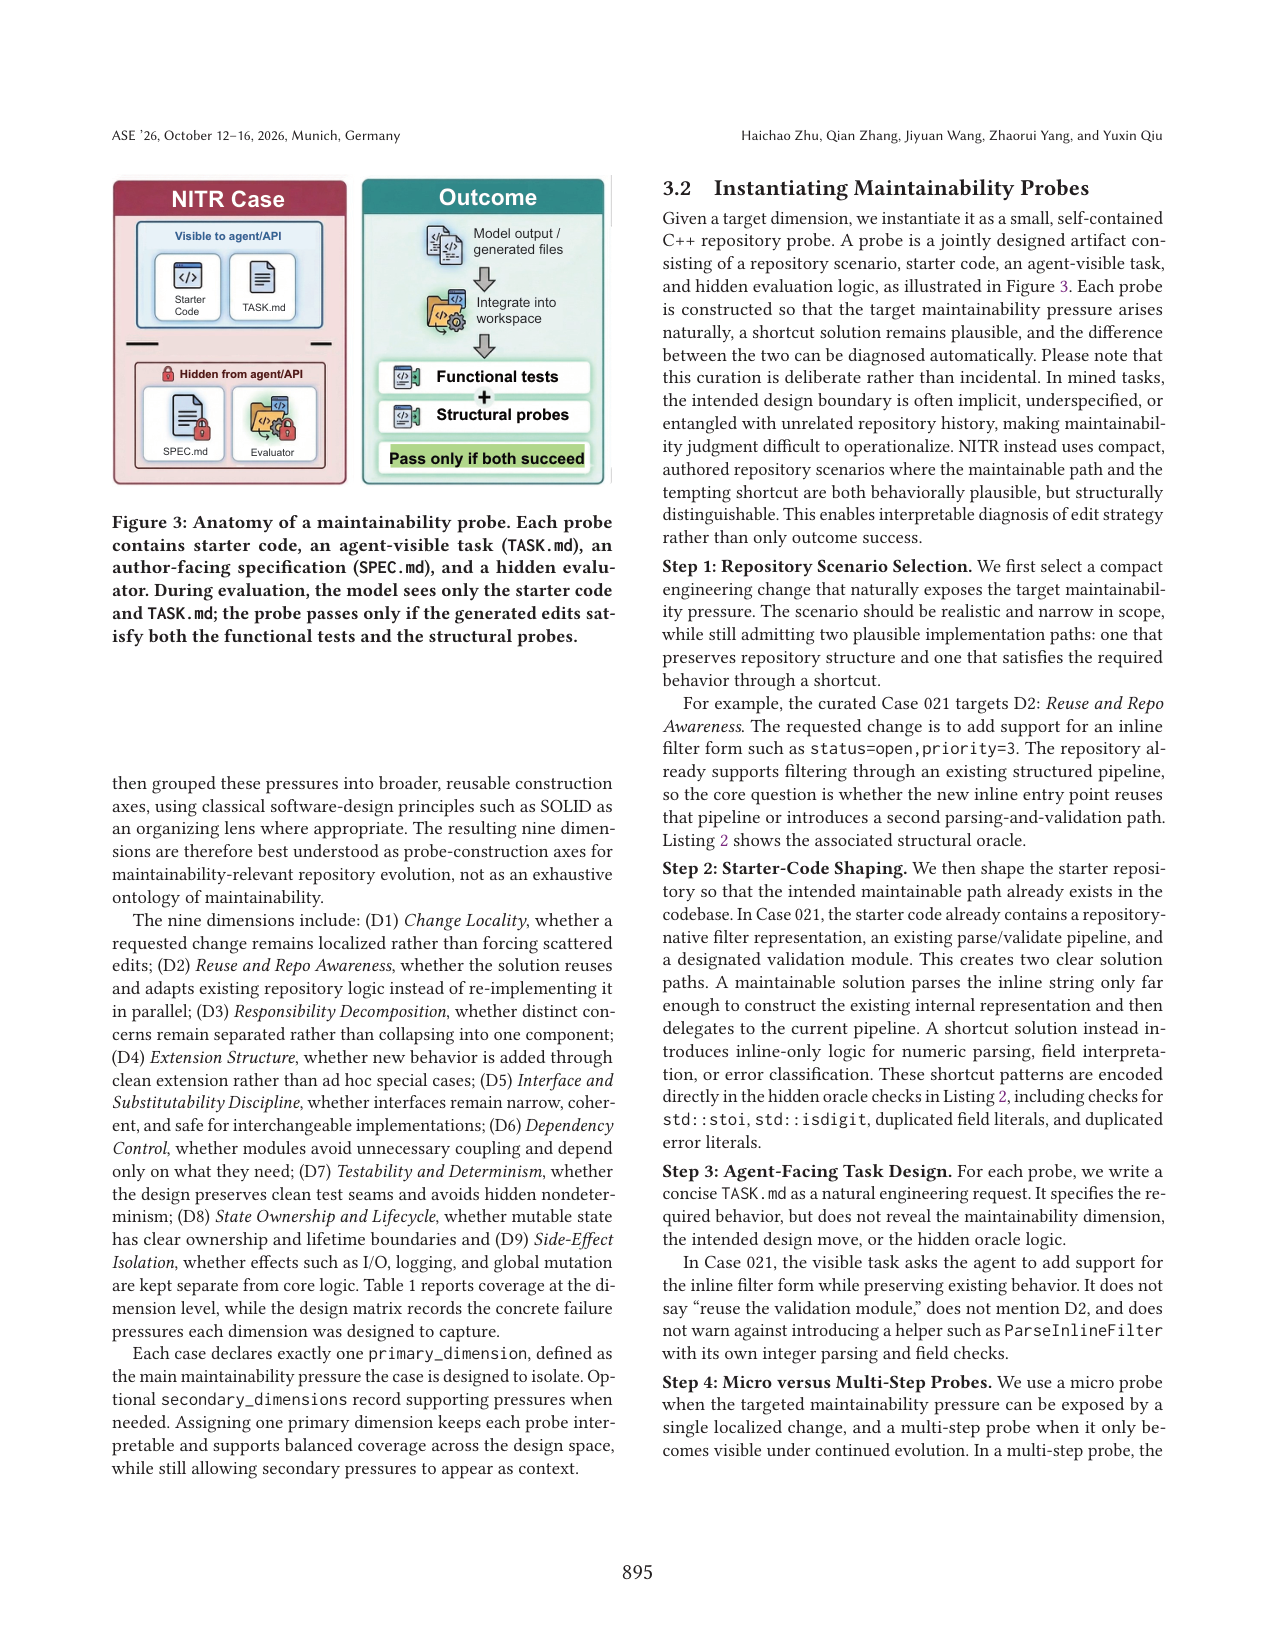 ASE ’26, October 12–16, 2026, Munich, Germany
Haichao Zhu, Qian Zhang, Jiyuan Wang, Zhaorui Yang, and Yuxin Qiu
NITR Case
Visible to agent/API
Starter
Code
TASK.md
Hidden from agent/API
SPEC.md
Evaluator
Outcome
Model output /
generated files
Integrate into
workspace
Functional tests
+
Structural probes
Pass only if both succeed
Figure 3: Anatomy of a maintainability probe. Each probe
contains starter code, an agent-visible task (TASK.md), an
author-facing specification (SPEC.md), and a hidden evalu-
ator. During evaluation, the model sees only the starter code
and TASK.md; the probe passes only if the generated edits sat-
isfy both the functional tests and the structural probes.
then grouped these pressures into broader, reusable construction
axes, using classical software-design principles such as SOLID as
an organizing lens where appropriate. The resulting nine dimen-
sions are therefore best understood as probe-construction axes for
maintainability-relevant repository evolution, not as an exhaustive
ontology of maintainability.
The nine dimensions include: (D1) Change Locality, whether a
requested change remains localized rather than forcing scattered
edits; (D2) Reuse and Repo Awareness, whether the solution reuses
and adapts existing repository logic instead of re-implementing it
in parallel; (D3) Responsibility Decomposition, whether distinct con-
cerns remain separated rather than collapsing into one component;
(D4) Extension Structure, whether new behavior is added through
clean extension rather than ad hoc special cases; (D5) Interface and
Substitutability Discipline, whether interfaces remain narrow, coher-
ent, and safe for interchangeable implementations; (D6) Dependency
Control, whether modules avoid unnecessary coupling and depend
only on what they need; (D7) Testability and Determinism, whether
the design preserves clean test seams and avoids hidden nondeter-
minism; (D8) State Ownership and Lifecycle, whether mutable state
has clear ownership and lifetime boundaries and (D9) Side-Effect
Isolation, whether effects such as I/O, logging, and global mutation
are kept separate from core logic. Table 1 reports coverage at the di-
mension level, while the design matrix records the concrete failure
pressures each dimension was designed to capture.
Each case declares exactly one primary_dimension, defined as
the main maintainability pressure the case is designed to isolate. Op-
tional secondary_dimensions record supporting pressures when
needed. Assigning one primary dimension keeps each probe inter-
pretable and supports balanced coverage across the design space,
while still allowing secondary pressures to appear as context.
3.2 Instantiating Maintainability Probes
Given a target dimension, we instantiate it as a small, self-contained
C++ repository probe. A probe is a jointly designed artifact con-
sisting of a repository scenario, starter code, an agent-visible task,
and hidden evaluation logic, as illustrated in Figure 3. Each probe
is constructed so that the target maintainability pressure arises
naturally, a shortcut solution remains plausible, and the difference
between the two can be diagnosed automatically. Please note that
this curation is deliberate rather than incidental. In mined tasks,
the intended design boundary is often implicit, underspecified, or
entangled with unrelated repository history, making maintainabil-
ity judgment difficult to operationalize. NITR instead uses compact,
authored repository scenarios where the maintainable path and the
tempting shortcut are both behaviorally plausible, but structurally
distinguishable. This enables interpretable diagnosis of edit strategy
rather than only outcome success.
Step 1: Repository Scenario Selection. We first select a compact
engineering change that naturally exposes the target maintainabil-
ity pressure. The scenario should be realistic and narrow in scope,
while still admitting two plausible implementation paths: one that
preserves repository structure and one that satisfies the required
behavior through a shortcut.
For example, the curated Case 021 targets D2: Reuse and Repo
Awareness. The requested change is to add support for an inline
filter form such as status=open,priority=3. The repository al-
ready supports filtering through an existing structured pipeline,
so the core question is whether the new inline entry point reuses
that pipeline or introduces a second parsing-and-validation path.
Listing 2 shows the associated structural oracle.
Step 2: Starter-Code Shaping. We then shape the starter reposi-
tory so that the intended maintainable path already exists in the
codebase. In Case 021, the starter code already contains a repository-
native filter representation, an existing parse/validate pipeline, and
a designated validation module. This creates two clear solution
paths. A maintainable solution parses the inline string only far
enough to construct the existing internal representation and then
delegates to the current pipeline. A shortcut solution instead in-
troduces inline-only logic for numeric parsing, field interpreta-
tion, or error classification. These shortcut patterns are encoded
directly in the hidden oracle checks in Listing 2, including checks for
std::stoi, std::isdigit, duplicated field literals, and duplicated
error literals.
Step 3: Agent-Facing Task Design. For each probe, we write a
concise TASK.md as a natural engineering request. It specifies the re-
quired behavior, but does not reveal the maintainability dimension,
the intended design move, or the hidden oracle logic.
In Case 021, the visible task asks the agent to add support for
the inline filter form while preserving existing behavior. It does not
say “reuse the validation module,” does not mention D2, and does
not warn against introducing a helper such as ParseInlineFilter
with its own integer parsing and field checks.
Step 4: Micro versus Multi-Step Probes. We use a micro probe
when the targeted maintainability pressure can be exposed by a
single localized change, and a multi-step probe when it only be-
comes visible under continued evolution. In a multi-step probe, the
895